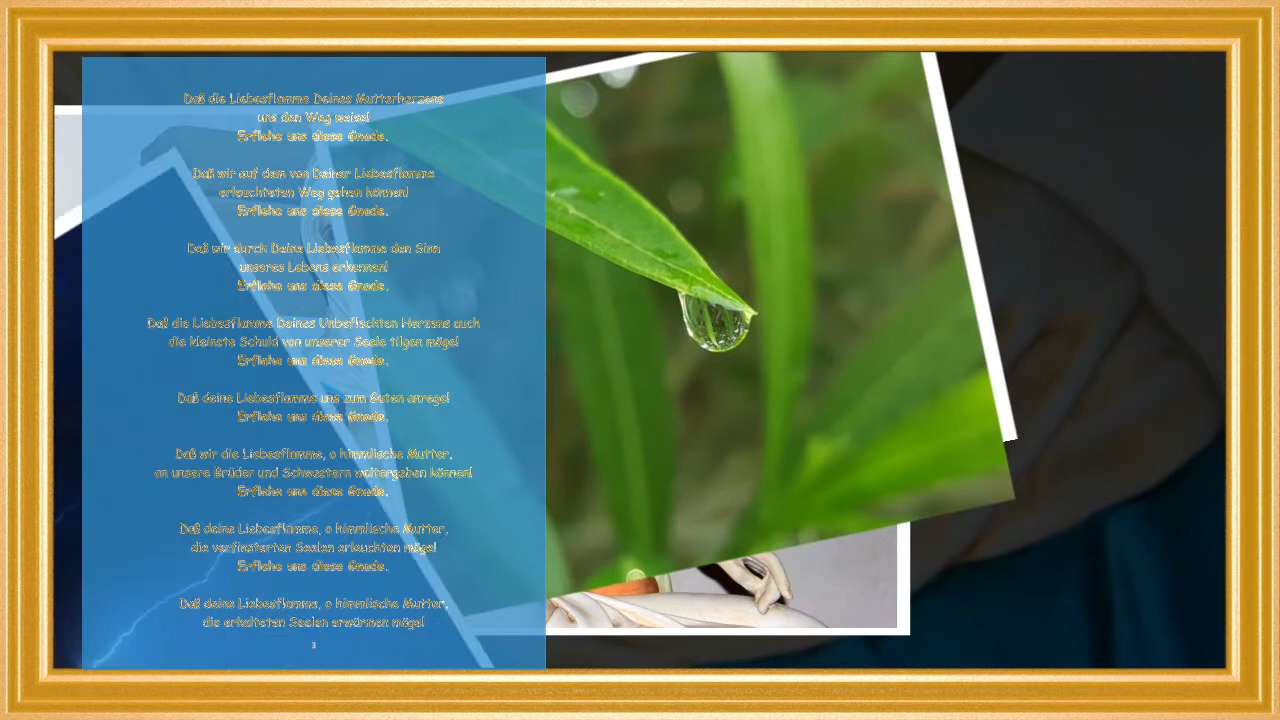 Daß die Liebesflamme Deines Mutterherzens
uns den Weg weise!
Erflehe uns diese Gnade.
Daß wir auf dem von Deiner Liebesflamme
erleuchteten Weg gehen können!
Erflehe uns diese Gnade.
Daß wir durch Deine Liebesflamme den Sinn
unseres Lebens erkennen!
Erflehe uns diese Gnade.
Daß die Liebesflamme Deines Unbefleckten Herzens auch
die kleinste Schuld von unserer Seele tilgen möge!
Erflehe uns diese Gnade.
Daß deine Liebesflamme uns zum Guten anrege!
Erflehe uns diese Gnade.
Daß wir die Liebesflamme, o himmlische Mutter,
an unsere Brüder und Schwestern weitergeben können!
Erflehe uns diese Gnade.
Daß deine Liebesflamme, o himmlische Mutter,
die verfinsterten Seelen erleuchten möge!
Erflehe uns diese Gnade.
Daß deine Liebesflamme, o himmlische Mutter,
die erkalteten Seelen erwärmen möge!
3